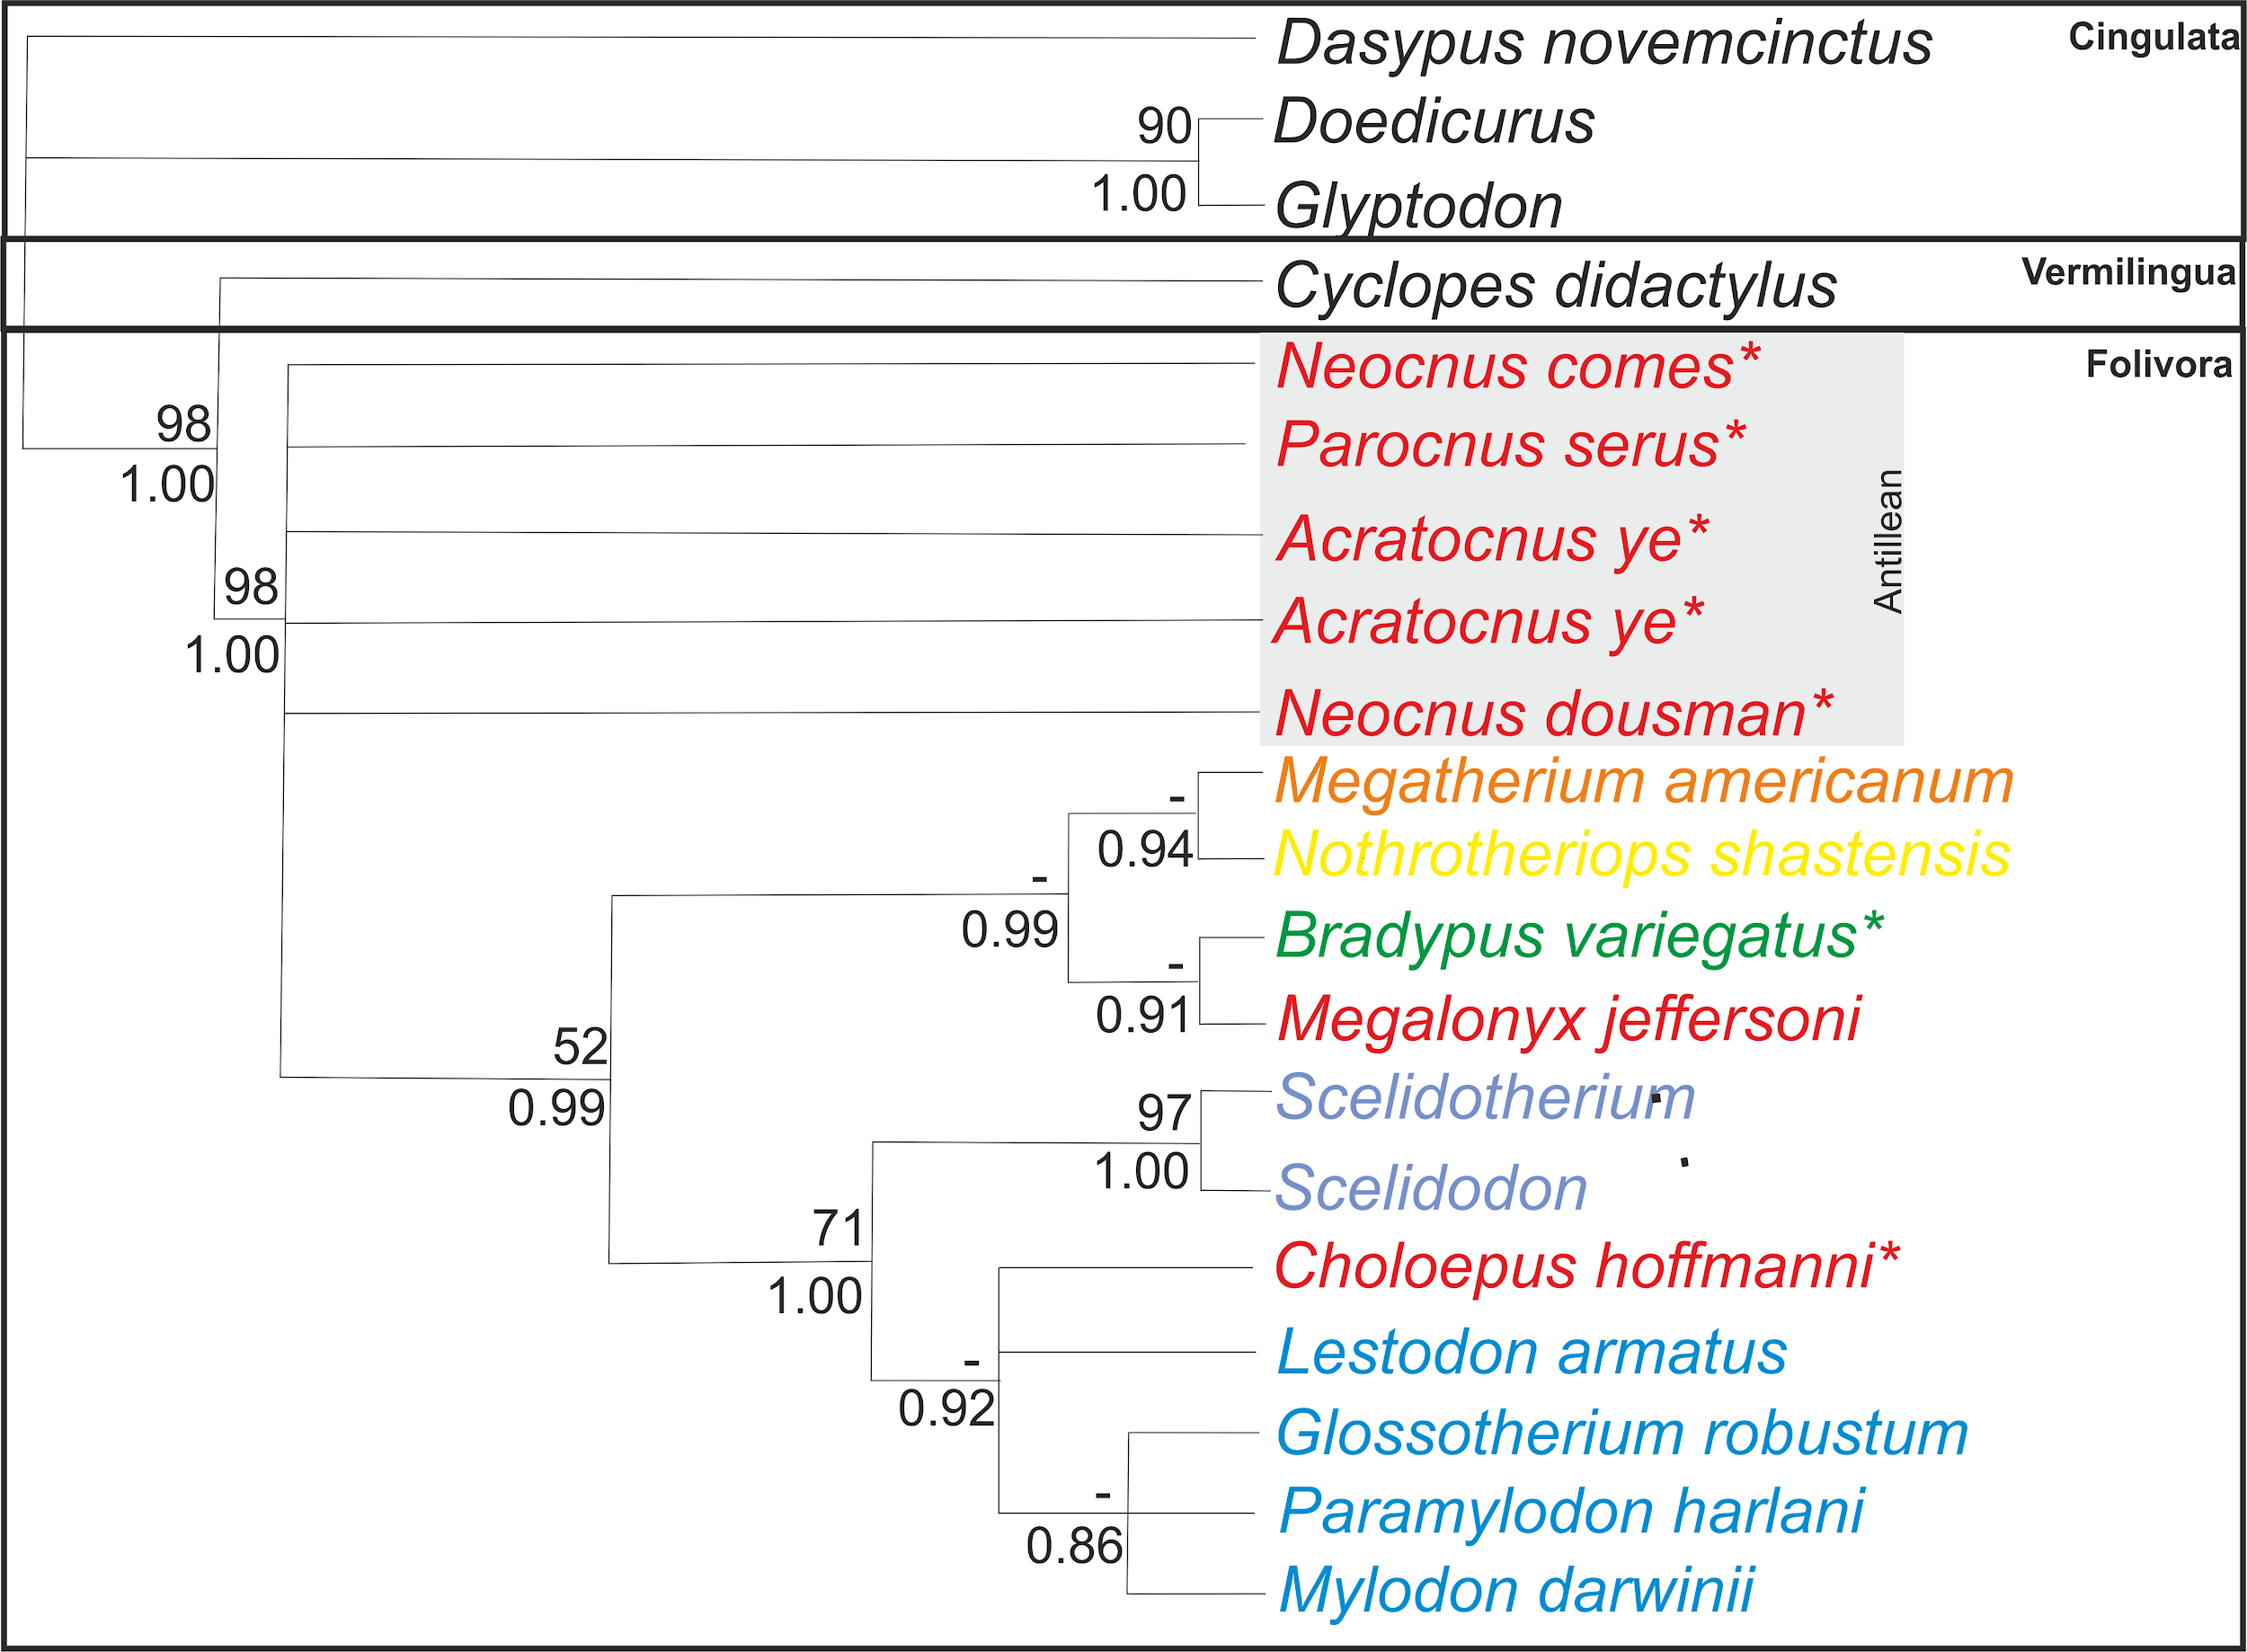 Dasypus novemcinctus
Cingulata
90
Doedicurus
1.00
Glyptodon
Cyclopes didactylus
Vermilingua
Neocnus comes*
Folivora
98
Parocnus serus*
1.00
Acratocnus ye*
Antillean
98
Acratocnus ye*
1.00
Neocnus dousman*
-
Megatherium americanum
0.94
Nothrotheriops shastensis
-
0.99
Bradypus variegatus*
-
0.91
Megalonyx jeffersoni
52
0.99
97
Scelidotherium
1.00
Scelidodon
71
1.00
Choloepus hoffmanni*
-
Lestodon armatus
0.92
Glossotherium robustum
-
Paramylodon harlani
0.86
Mylodon darwinii